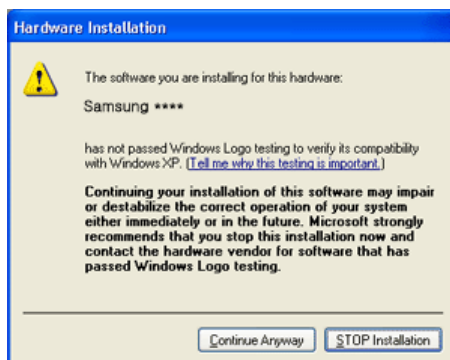 Hardware Installation
The software you are installing for this hardware:
Samsung ****
has not passed Windows Logo testing to verify its compatibility
with Windows XP. (Tell me why this testing is important.)
Continuing your installation of this software may impair
or destabilize the correct operation of your system
either immediately or in the future. Microsoft strongly
recommends that you stop this installation now and
contact the hardware vendor for software that has
passed Windows Logo testing.
Continue Anyway
STOP Installation